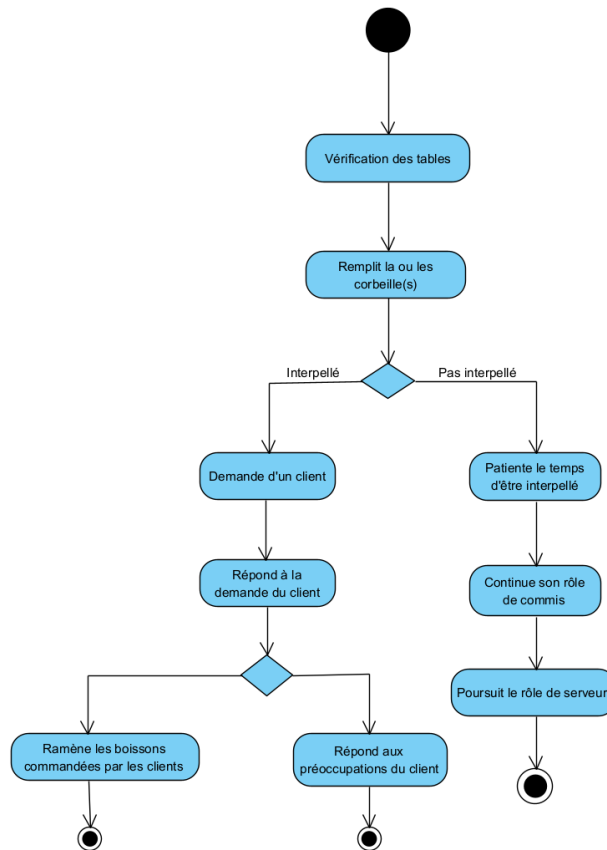 Vérification des tables
Remplit la ou les
corbeille(s)
Interpellé
Pas interpellé
Demande d'un client
Patiente le temps
d'être interpellé
Répond à la
demande du client
Continue son rôle
de commis
Poursuit le rôle de serveur
Ramène les boissons
commandées par les clients
Répond aux
préoccupations du client